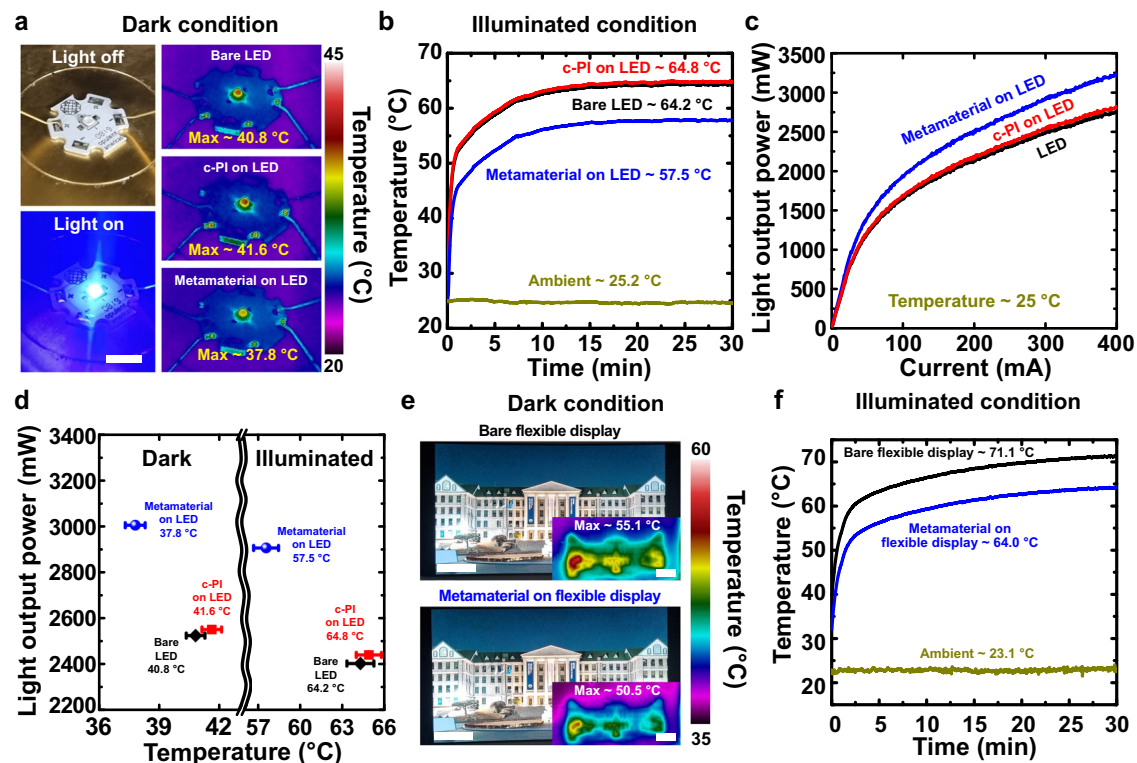 a
Dark condition
Light off
Light on
Bare LED
Max ~ 40.8 °C
c-PI on LED
Max ~ 41.6 °C
Metamaterial on LED
Max ~ 37.8 °C
45
20
Temperature (°C)
b
Illuminated condition
70
60
50
40
30
20
Temperature (°C)
c-PI on LED ~ 64.8 °C
Bare LED ~ 64.2 °C
Metamaterial on LED ~ 57.5 °C
Ambient ~ 25.2 °C
0 5 10 15 20 25 30
Time (min)
c
3500
3000
2500
2000
1500
1000
500
0
Light output power (mW)
Metamaterial on LED
c-PI on LED
LED
Temperature ~ 25 °C
0 100 200 300 400
Current (mA)
d
3400
3200
3000
2800
2600
2400
2200
Light output power (mW)
Dark
Illuminated
Metamaterial
on LED
37.8 °C
Metamaterial
on LED
57.5 °C
c-PI
on LED
41.6 °C
Bare
LED
40.8 °C
c-PI
on LED
64.8 °C
Bare
LED
64.2 °C
36 39 42 57 60 63 66
Temperature (°C)
e
Dark condition
Bare flexible display
Max ~ 55.1 °C
Metamaterial on flexible display
Max ~ 50.5 °C
60
35
Temperature (°C)
f
Illuminated condition
70
60
50
40
30
20
Temperature (°C)
Bare flexible display ~ 71.1 °C
Metamaterial on
flexible display ~ 64.0 °C
Ambient ~ 23.1 °C
0 5 10 15 20 25 30
Time (min)